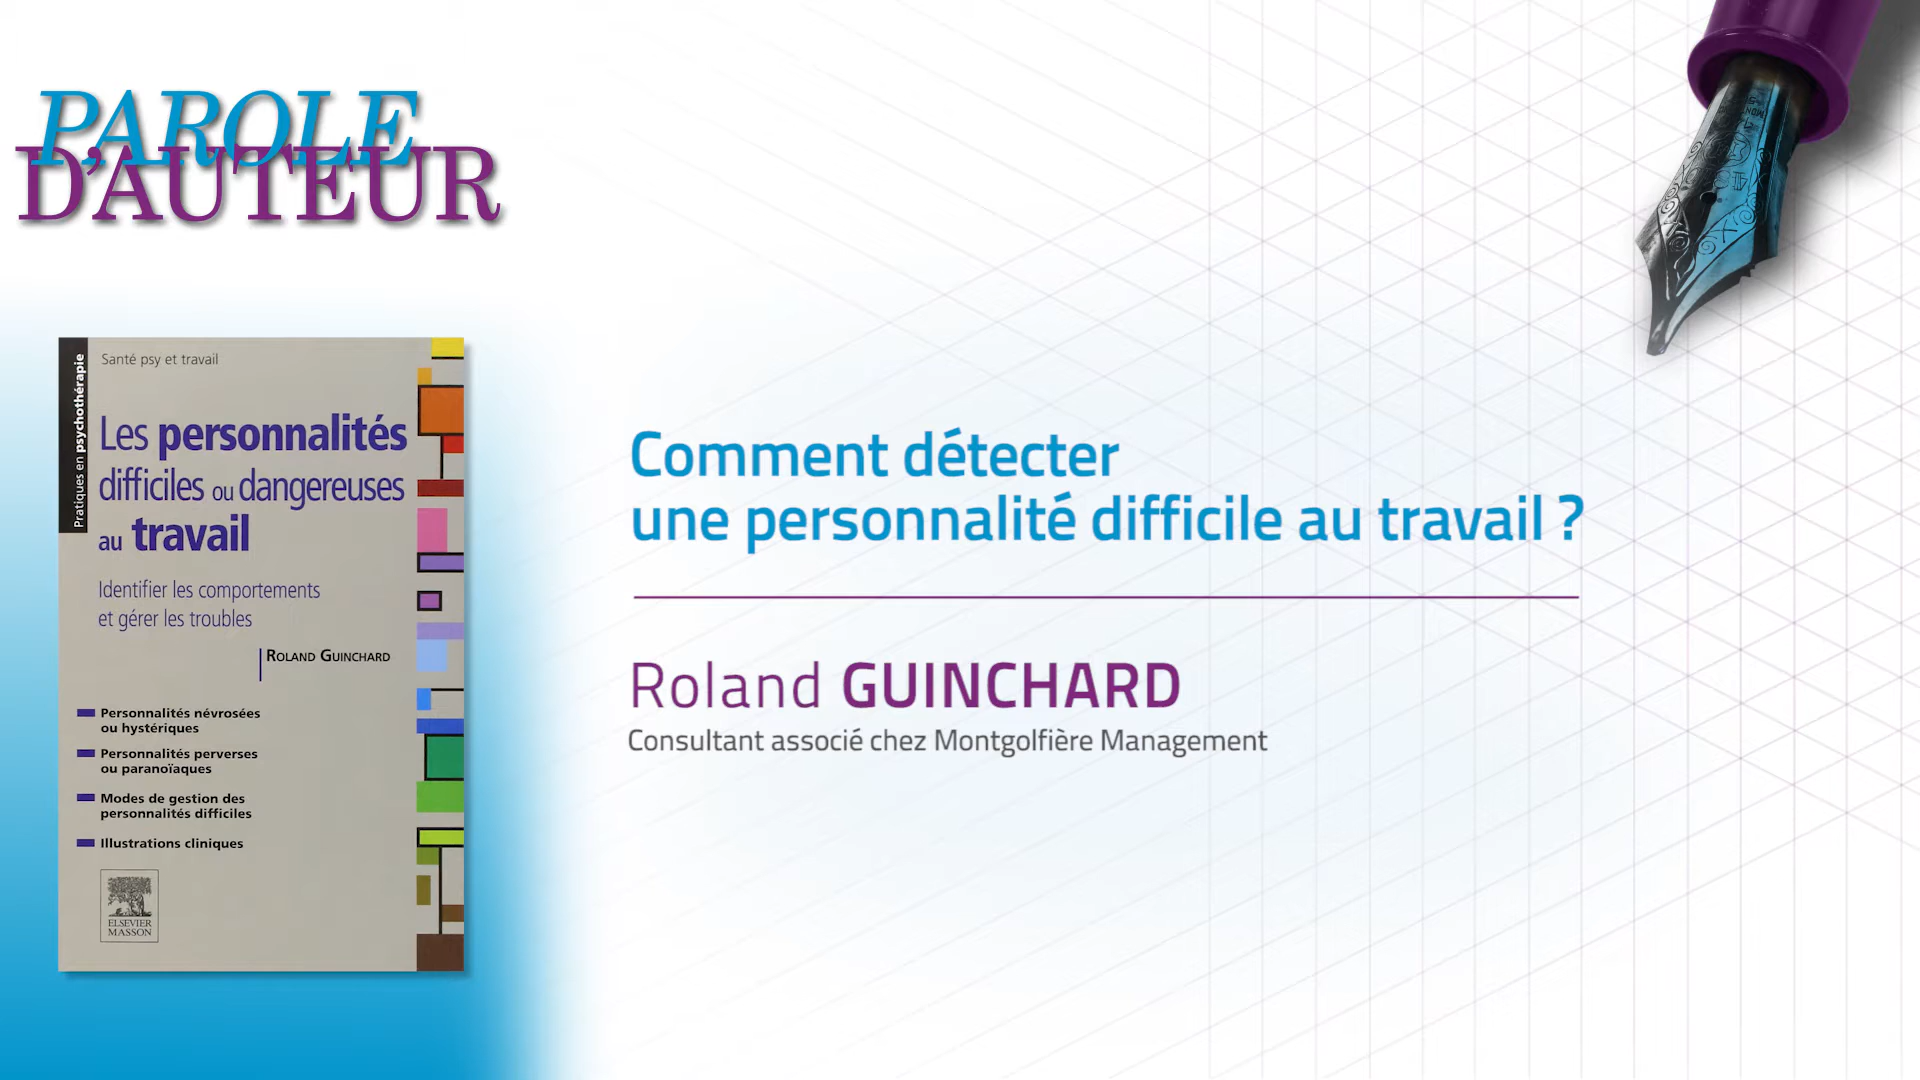 PAROLE
D'AUTEUR
Pratiques en psychothérapie
Santé psy et travail
Les personnalités
difficiles ou dangereuses
au travail
Identifier les comportements
et gérer les troubles
ROLAND GUINCHARD
Personnalités névrosées
ou hystériques
Personnalités perverses
ou paranoïaques
Modes de gestion des
personnalités difficiles
Illustrations cliniques
ELSEVIER
MASSON
Comment détecter
une personnalité difficile au travail ?
Roland GUINCHARD
Consultant associé chez Montgolfière Management